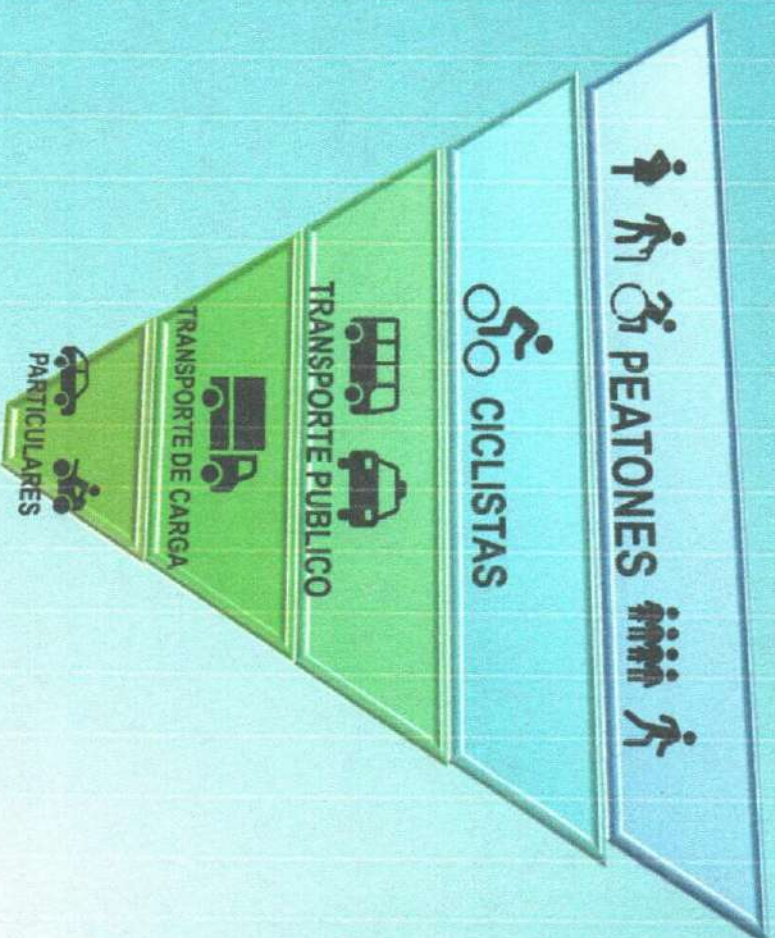 PEATONES
CICLISTAS
TRANSPORTE PUBLICO
TRANSPORTE DE CARGA
PARTICULARES